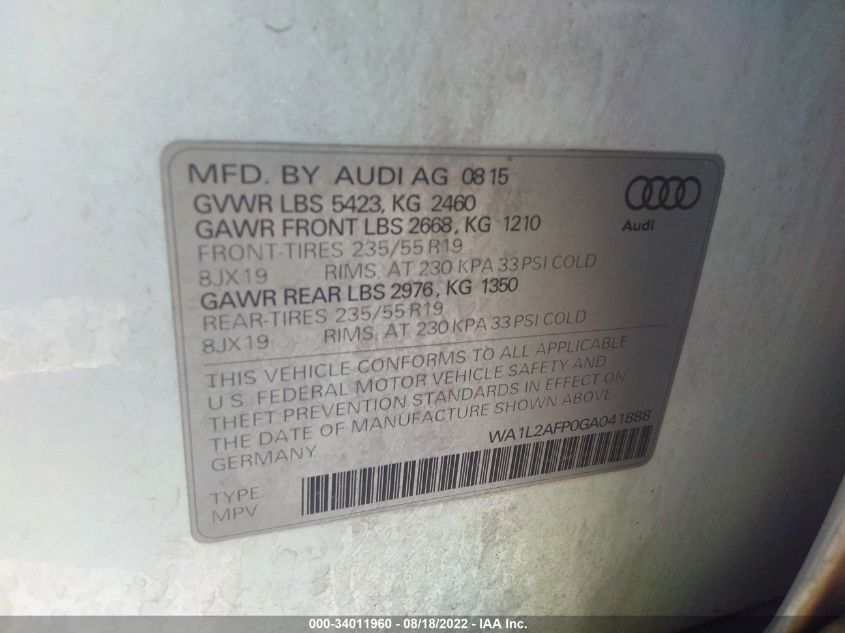 MFD. BY AUDI AG 08 15
GVWR LBS 5423, KG 2460
GAWR FRONT LBS 2668, KG 1210
FRONT-TIRES 235/55 R19
8JX19 RIMS, AT 230 KPA 33 PSI COLD
GAWR REAR LBS 2976, KG 1350
REAR-TIRES 235/55 R19
8JX19 RIMS, AT 230 KPA 33 PSI COLD
Audi
THIS VEHICLE CONFORMS TO ALL APPLICABLE
U.S. FEDERAL MOTOR VEHICLE SAFETY AND
THEFT PREVENTION STANDARDS IN EFFECT ON
THE DATE OF MANUFACTURE SHOWN ABOVE
GERMANY WA1L2AFP0GA041888
TYPE:
MPV
000-34011960 - 08/18/2022 - www.iaai.com